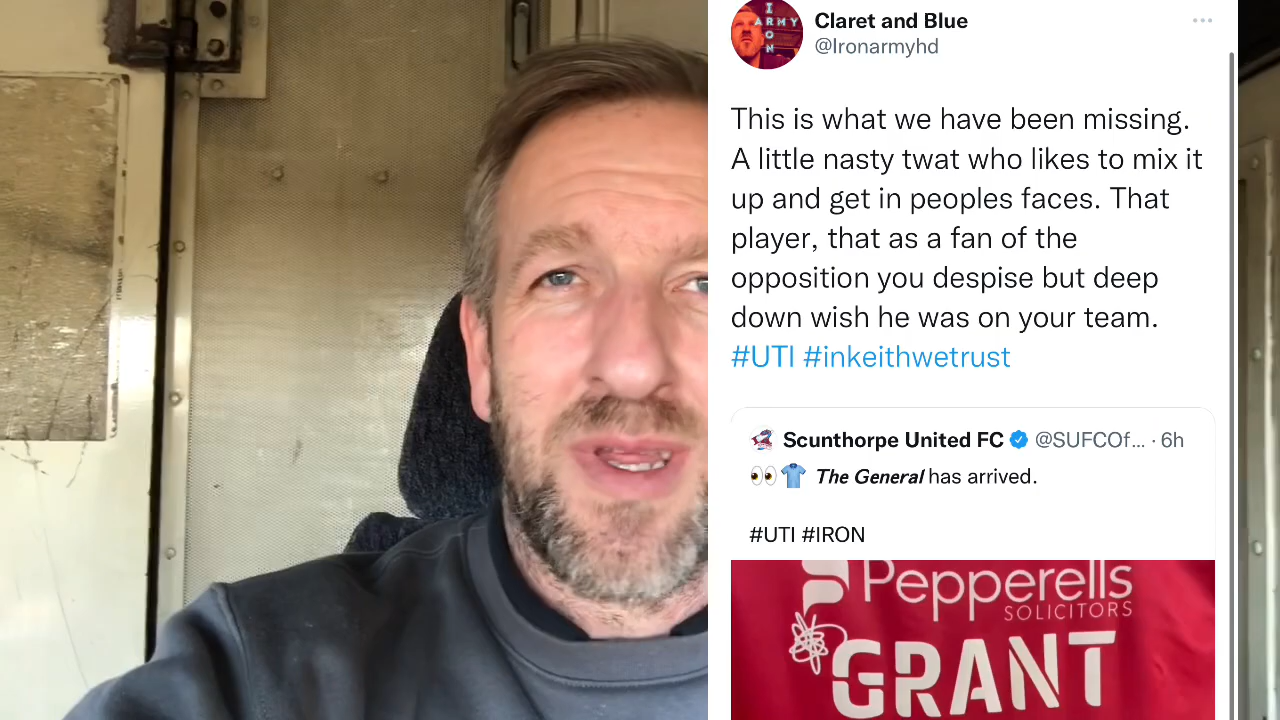 I
ARMY
O
N
Claret and Blue
@Ironarmyhd
This is what we have been missing.
A little nasty twat who likes to mix it
up and get in peoples faces. That
player, that as a fan of the
opposition you despise but deep
down wish he was on your team.
#UTI #inkeithwetrust
Scunthorpe United FC @SUFCOf... · 6h
👀👕 The General has arrived.
#UTI #IRON
Pepperells
SOLICITORS
GRANT